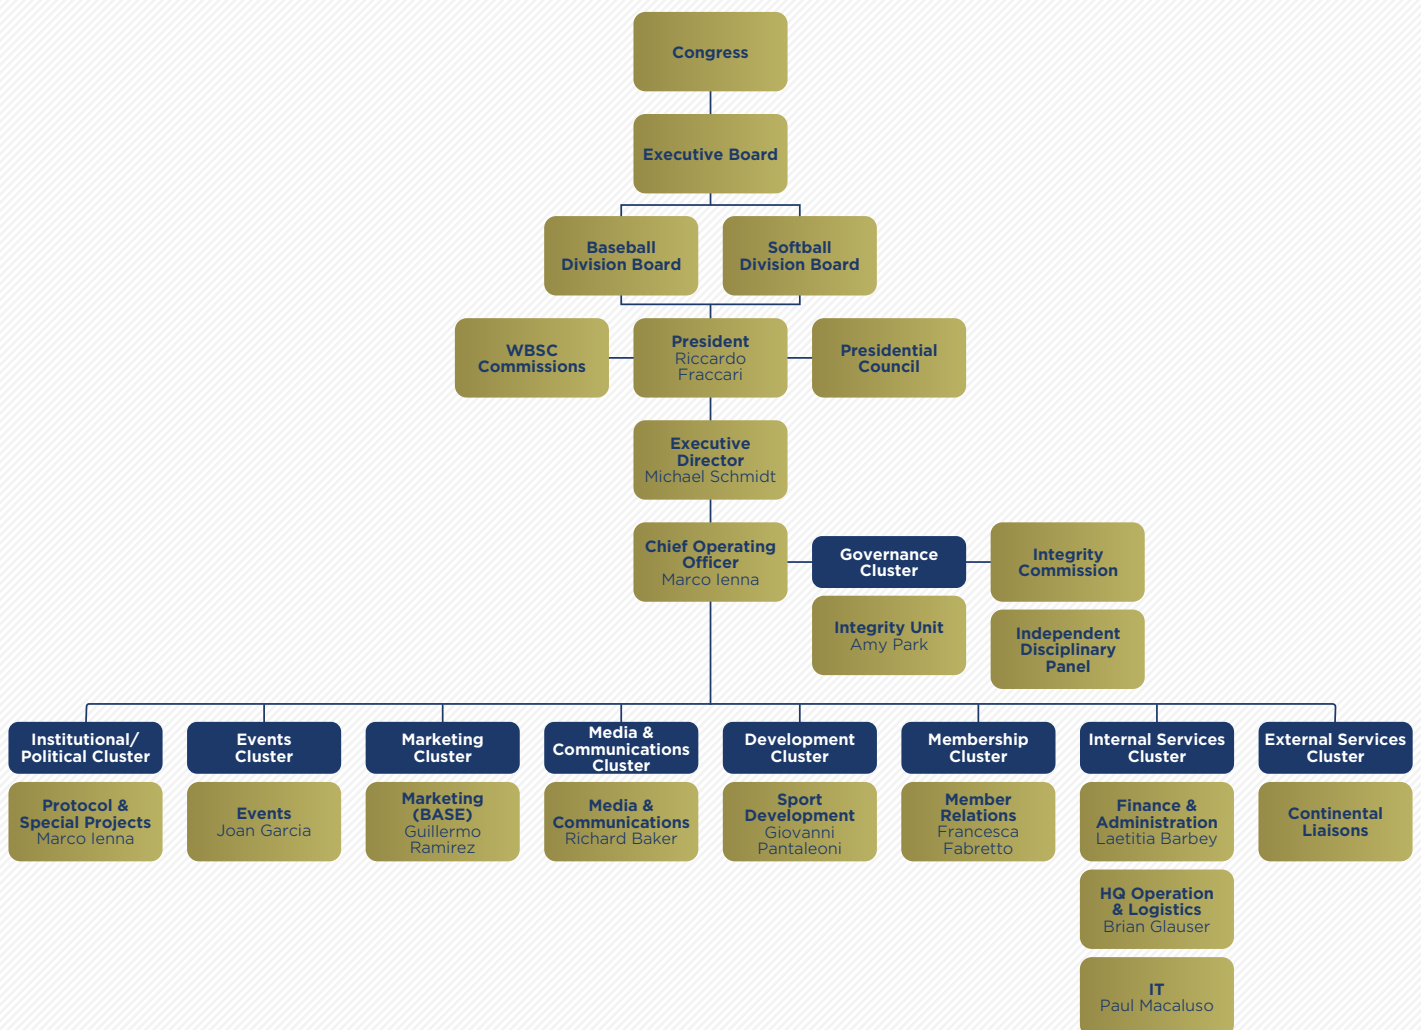 Congress
Executive Board
Baseball
Division Board
Softball
Division Board
WBSC
Commissions
President
Riccardo
Fraccari
Presidential
Council
Executive
Director
Michael Schmidt
Chief Operating
Officer
Marco Ienna
Governance
Cluster
Integrity
Commission
Integrity Unit
Amy Park
Independent
Disciplinary
Panel
Institutional/
Political Cluster
Events
Cluster
Marketing
Cluster
Media &
Communications
Cluster
Development
Cluster
Membership
Cluster
Internal Services
Cluster
External Services
Cluster
Protocol &
Special Projects
Marco Ienna
Events
Joan Garcia
Marketing
(BASE)
Guillermo
Ramirez
Media &
Communications
Richard Baker
Sport
Development
Giovanni
Pantaleoni
Member
Relations
Francesca
Fabretto
Finance &
Administration
Laetitia Barbey
Continental
Liaisons
HQ Operation
& Logistics
Brian Glauser
IT
Paul Macaluso